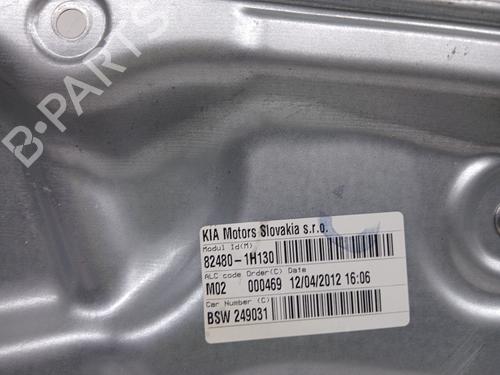 B-PARTS
KIA Motors Slovakia s.r.o.
Modul Id(M)
82480-1H130
ALC code Order(C) Date
M02 000469 12/04/2012 16:06
Car Number (C)
BSW 249031